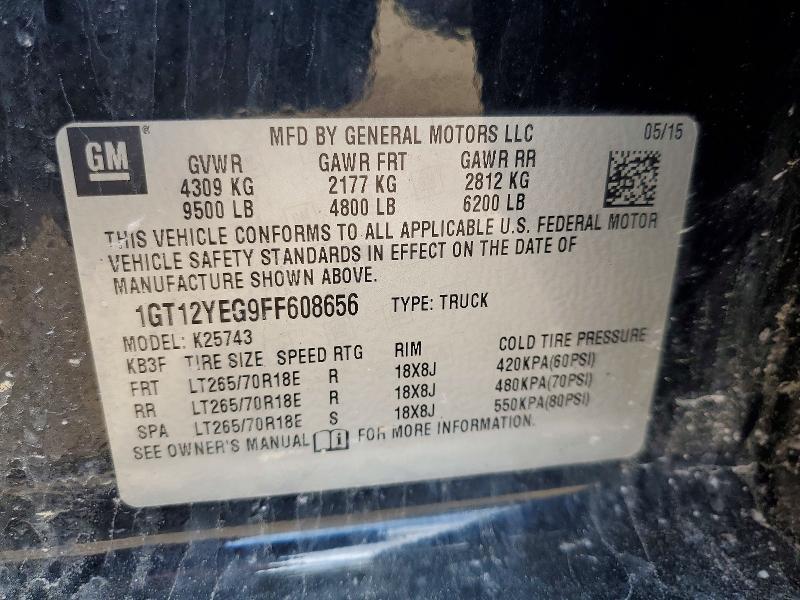 GM ® MFD BY GENERAL MOTORS LLC 05/15
GVWR GAWR FRT GAWR RR
4309 KG 2177 KG 2812 KG
9500 LB 4800 LB 6200 LB
THIS VEHICLE CONFORMS TO ALL APPLICABLE U.S. FEDERAL MOTOR
VEHICLE SAFETY STANDARDS IN EFFECT ON THE DATE OF
MANUFACTURE SHOWN ABOVE.
1GT12YEG9FF608656 TYPE: TRUCK
MODEL: K25743
KB3F TIRE SIZE SPEED RTG RIM COLD TIRE PRESSURE
FRT LT265/70R18E R 18X8J 420KPA(60PSI)
RR LT265/70R18E R 18X8J 480KPA(70PSI)
SPA LT265/70R18E S 18X8J 550KPA(80PSI)
SEE OWNER'S MANUAL i FOR MORE INFORMATION.